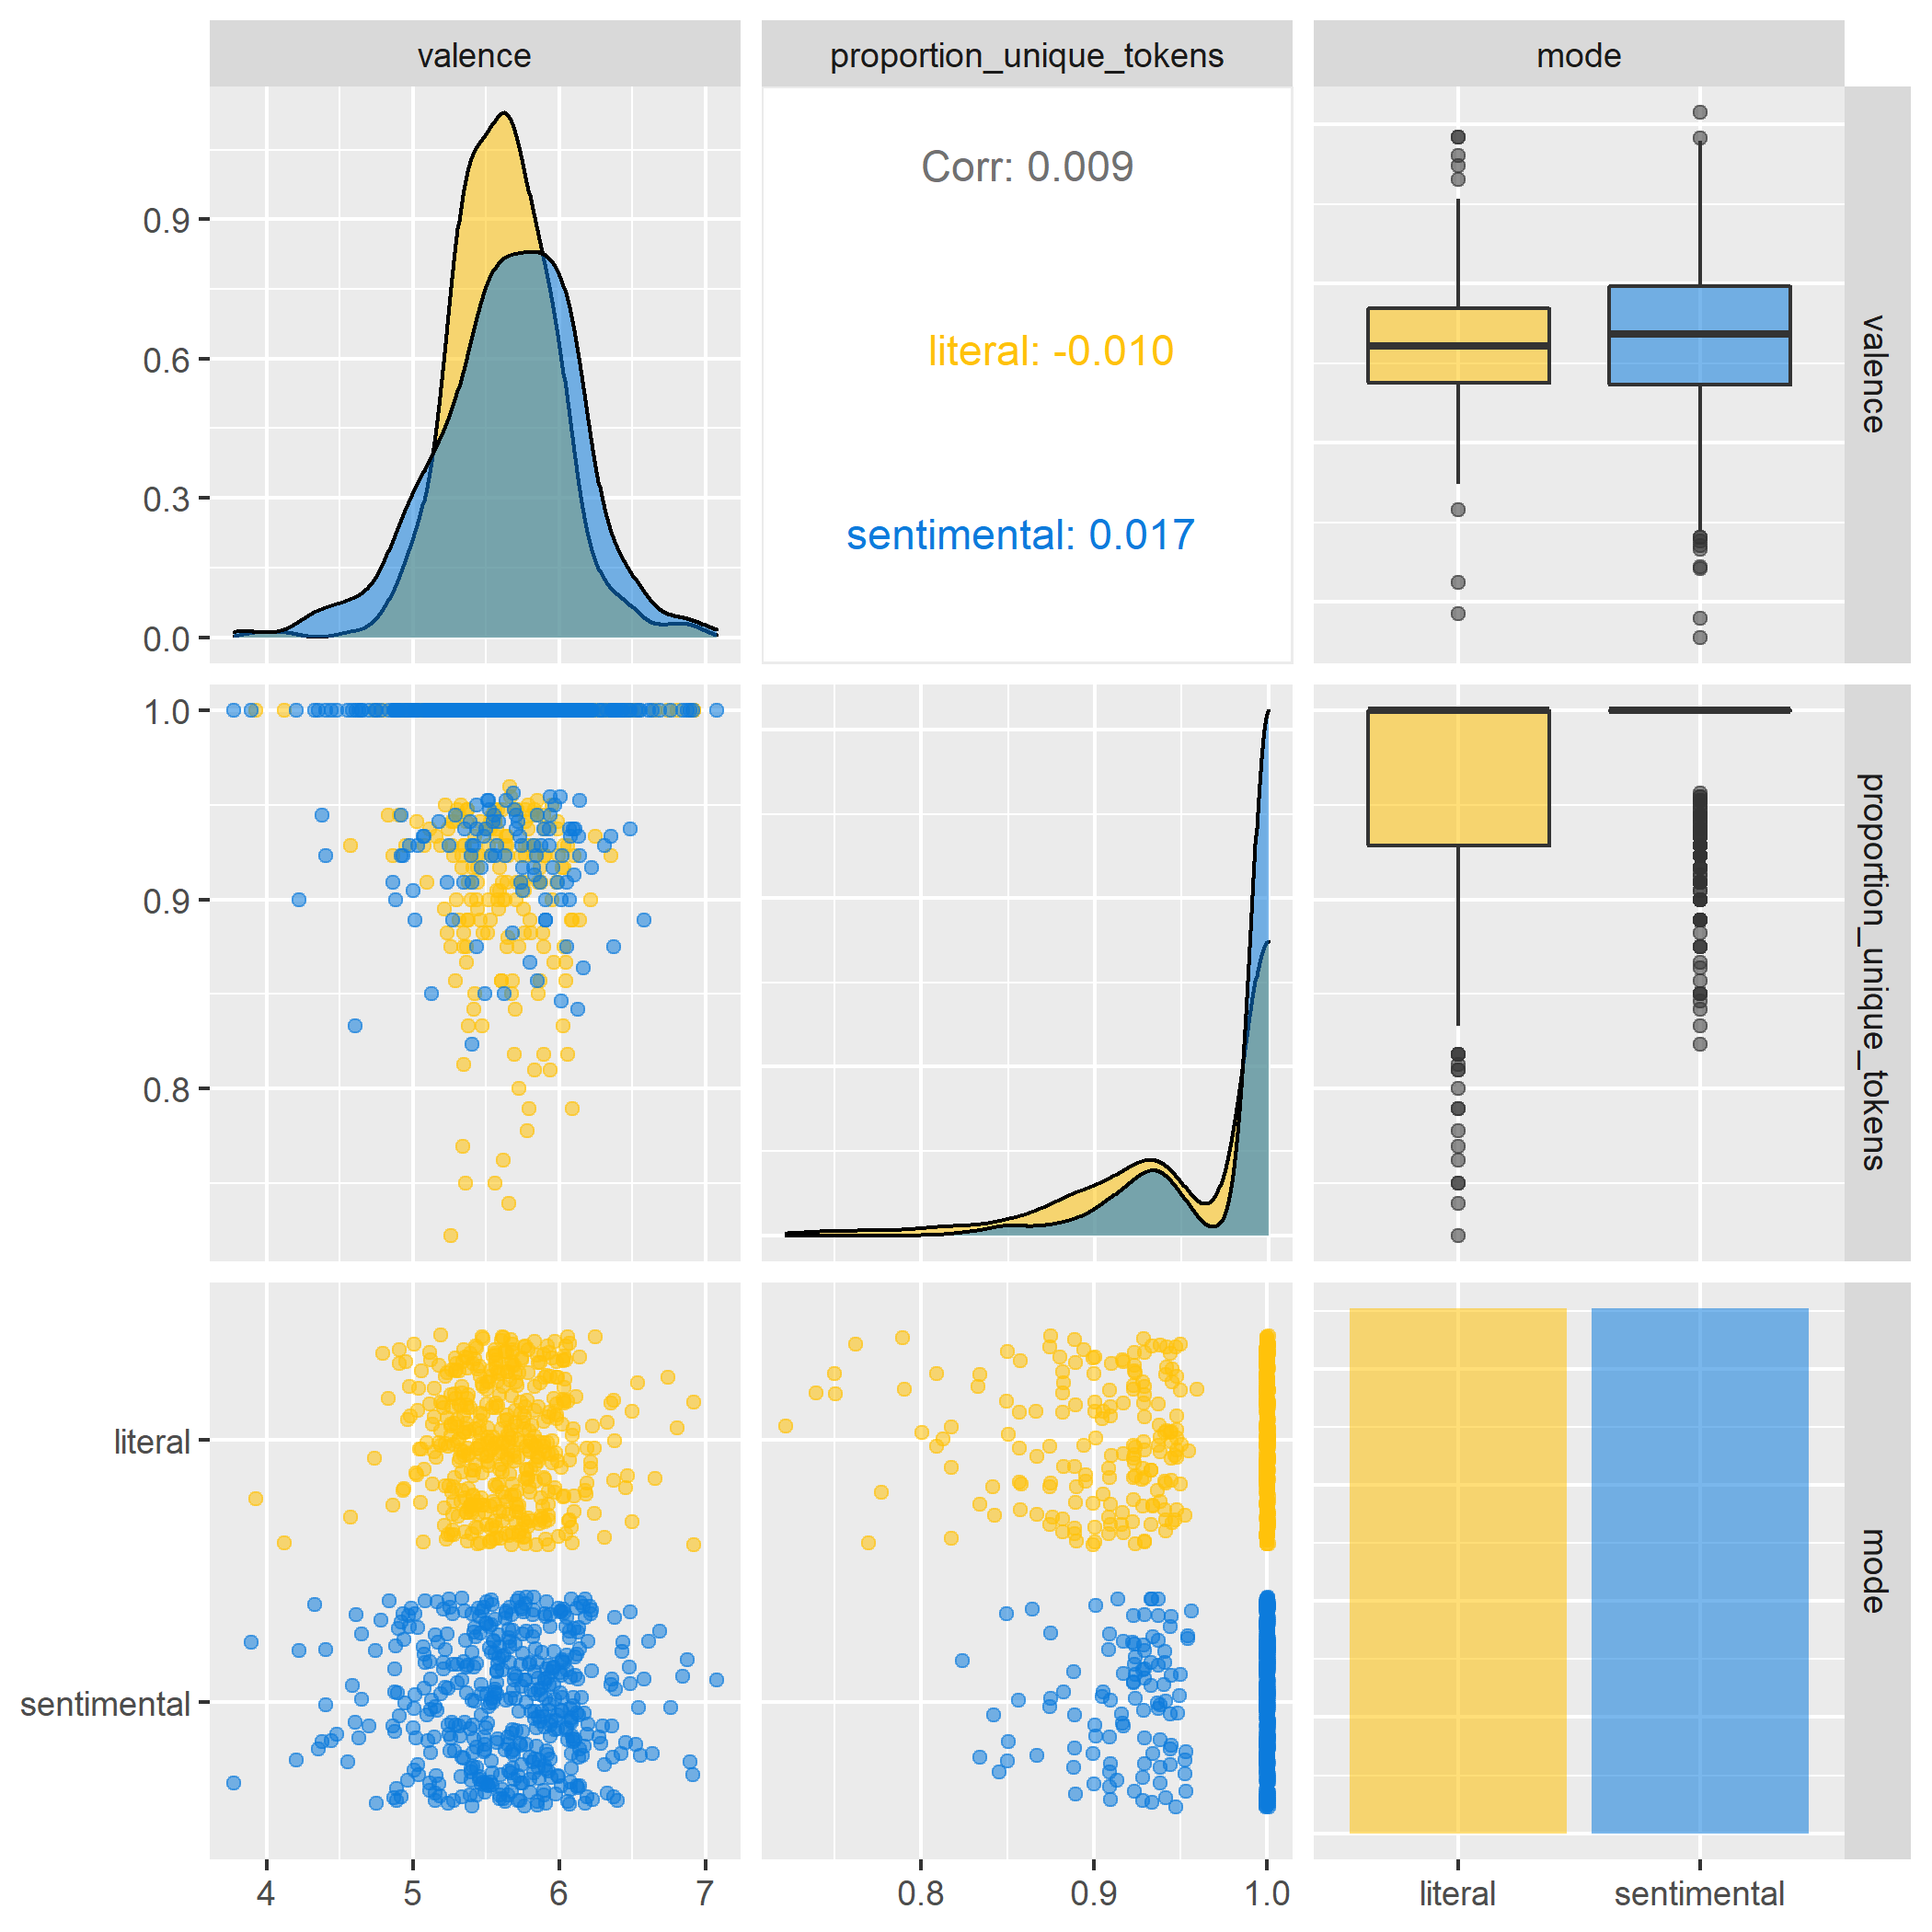 valence
proportion_unique_tokens
mode
0.9
0.6
0.3
0.0
Corr: 0.009
literal: -0.010
sentimental: 0.017
valence
1.0
0.9
0.8
proportion_unique_tokens
literal
sentimental
mode
4 5 6 7
0.8 0.9 1.0
literal sentimental